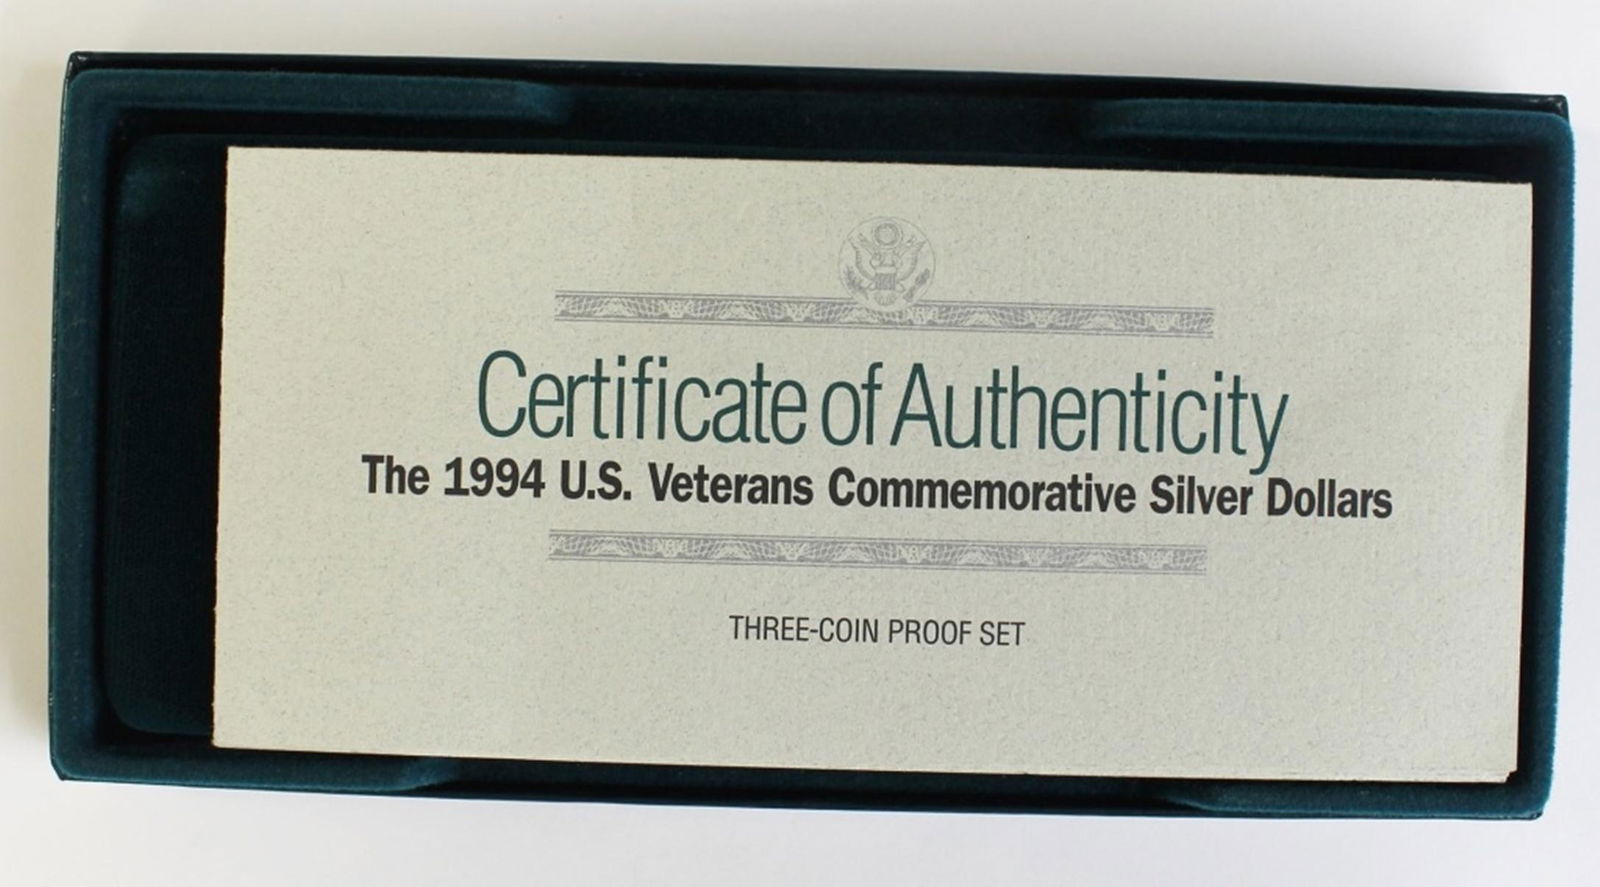 Certificate of Authenticity
The 1994 U.S. Veterans Commemorative Silver Dollars
THREE-COIN PROOF SET